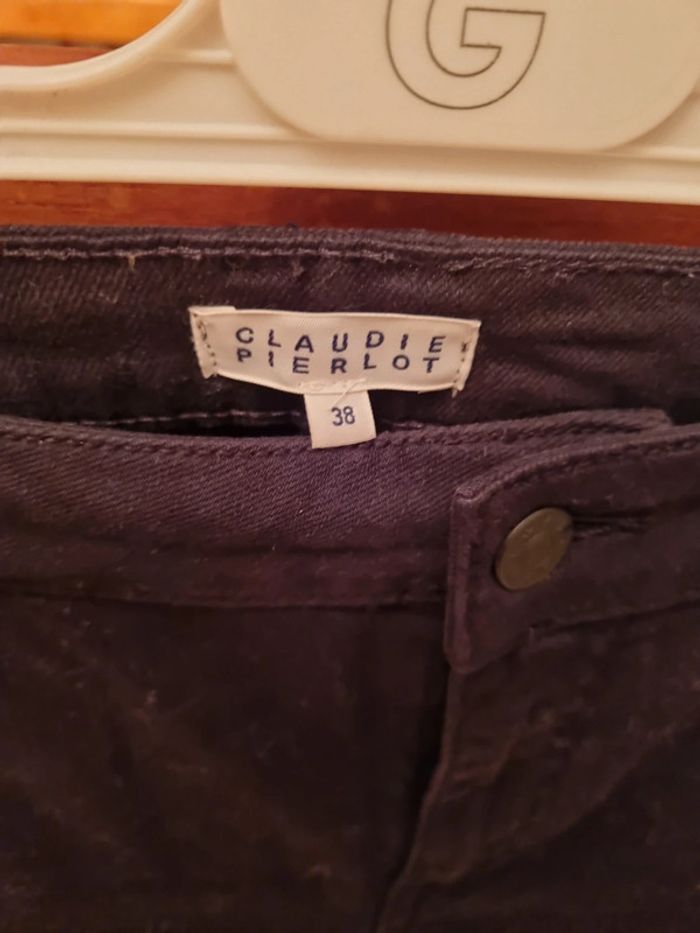 G
CLAUDIE
PIERLOT
38